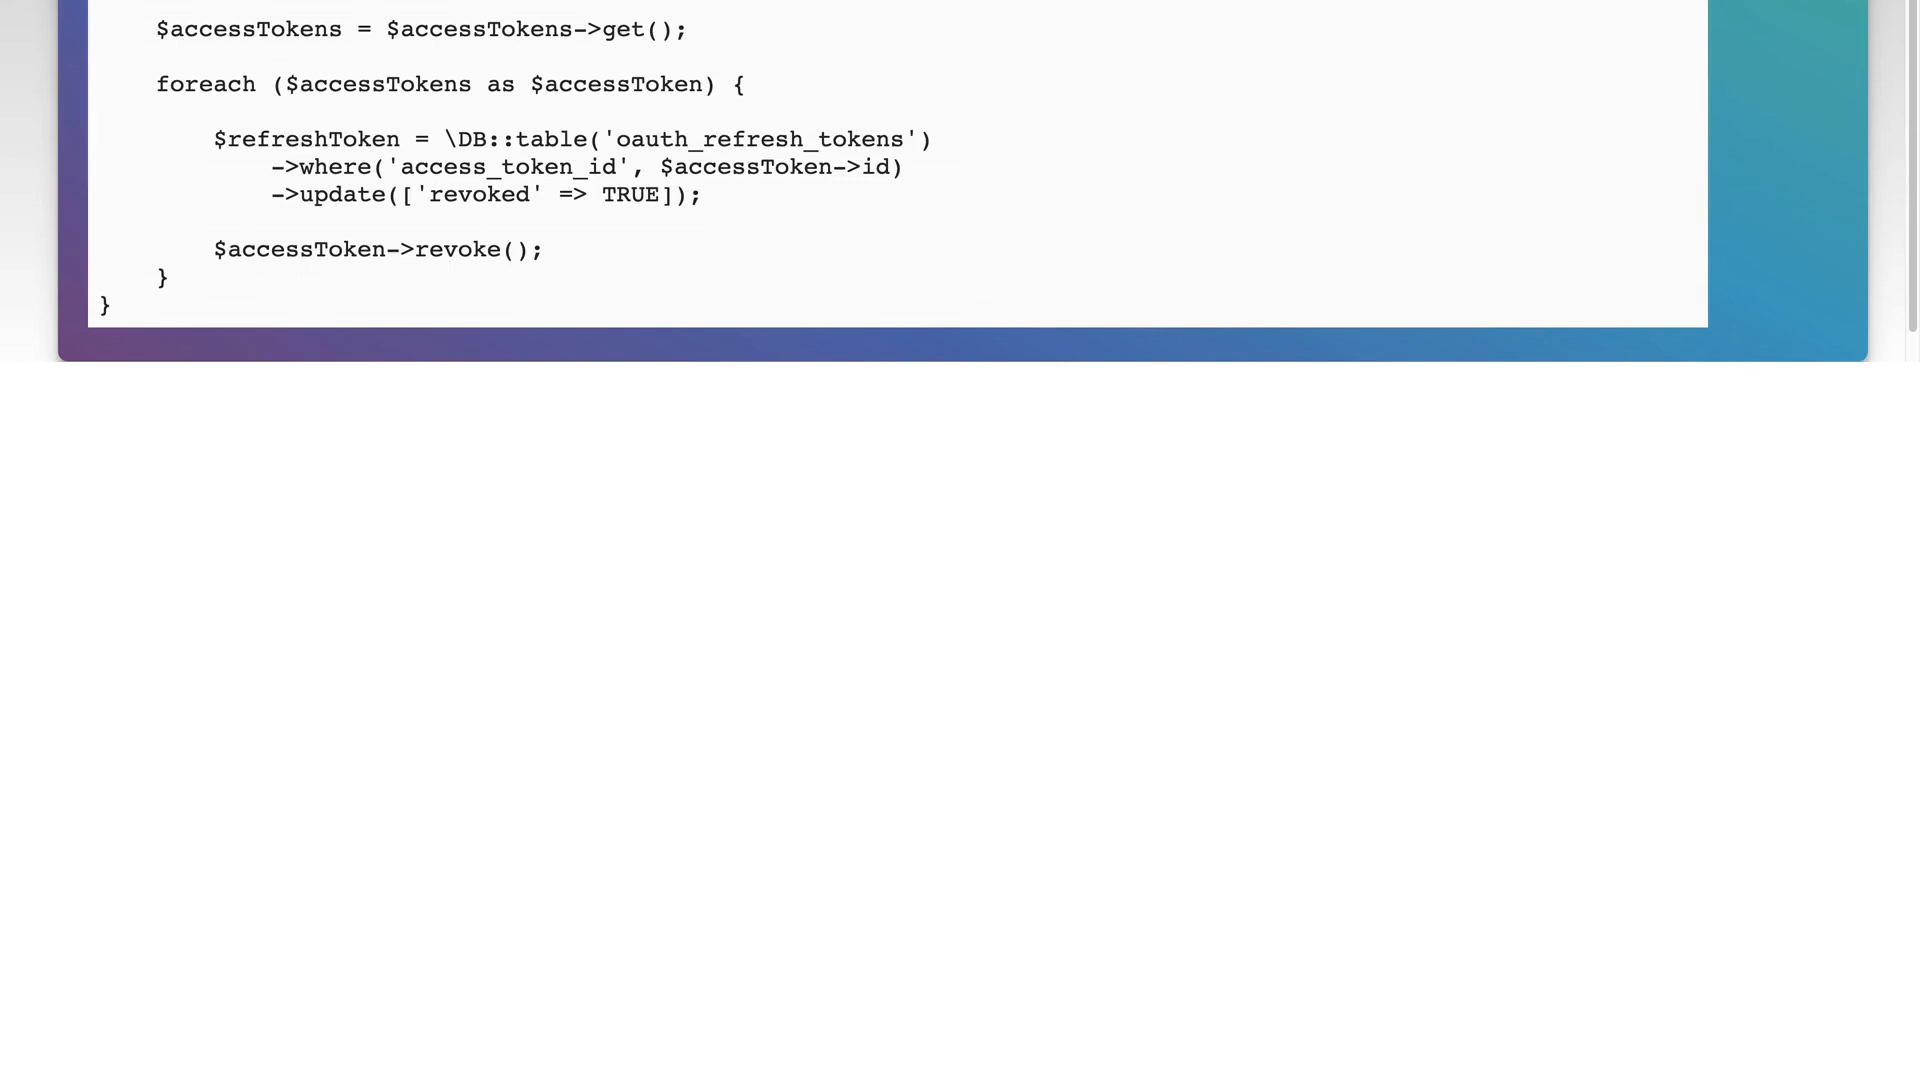 $accessTokens = $accessTokens->get();
foreach ($accessTokens as $accessToken) {
$refreshToken = \DB::table('oauth_refresh_tokens')
->where('access_token_id', $accessToken->id)
->update(['revoked' => TRUE]);
$accessToken->revoke();
}
}